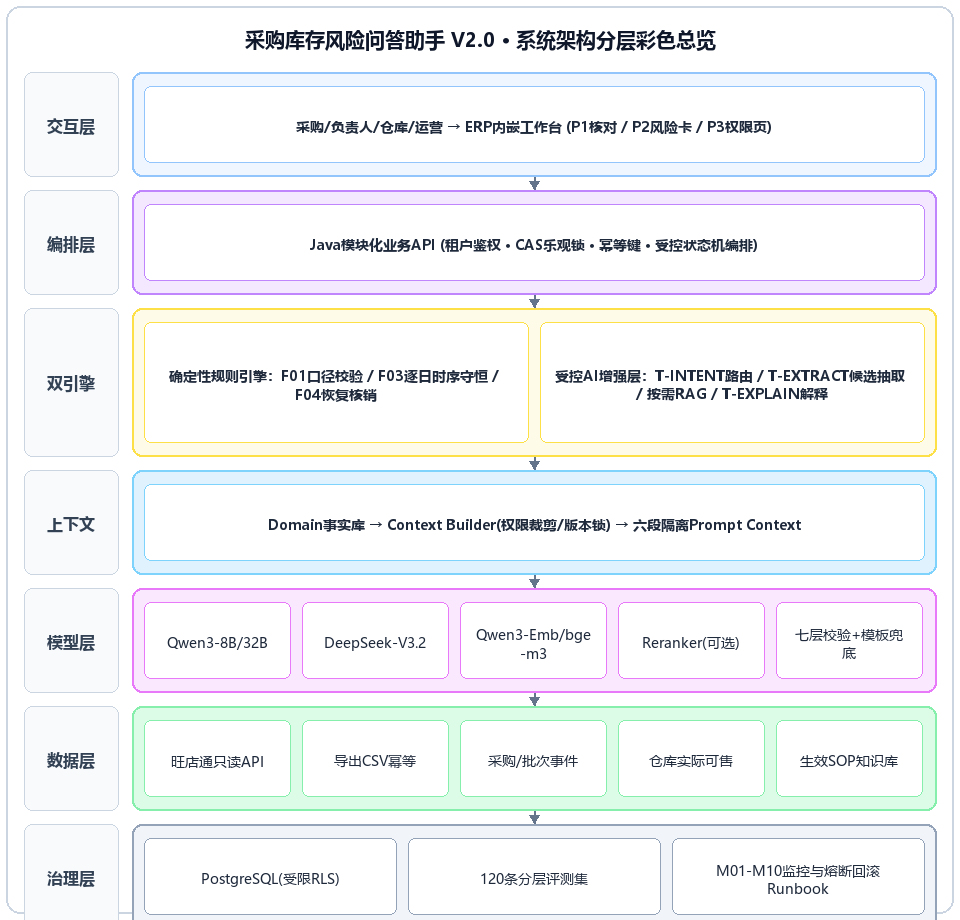 采购库存风险问答助手 V2.0 • 系统架构分层彩色总览
交互层
采购/负责人/仓库/运营 → ERP内嵌工作台 (P1核对 / P2风险卡 / P3权限页)
编排层
Java模块化业务API (租户鉴权 • CAS乐观锁 • 幂等键 • 受控状态机编排)
双引擎
确定性规则引擎：F01口径校验 / F03逐日时序守恒 /
F04恢复核销
受控AI增强层：T-INTENT路由 / T-EXTRACT候选抽取
/ 按需RAG / T-EXPLAIN解释
上下文
Domain事实库 → Context Builder(权限裁剪/版本锁) → 六段隔离Prompt Context
模型层
Qwen3-8B/32B
DeepSeek-V3.2
Qwen3-Emb/bge
-m3
Reranker(可选)
七层校验+模板兜
底
数据层
旺店通只读API
导出CSV幂等
采购/批次事件
仓库实际可售
生效SOP知识库
治理层
PostgreSQL(受限RLS)
120条分层评测集
M01-M10监控与熔断回滚
Runbook